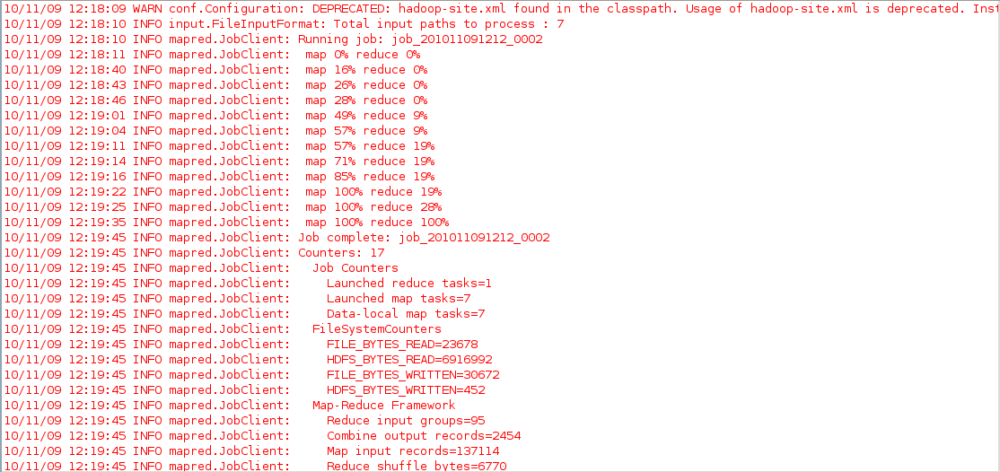 10/11/09 12:18:09 WARN conf.Configuration: DEPRECATED: hadoop-site.xml found in the classpath. Usage of hadoop-site.xml is deprecated. Inst
10/11/09 12:18:10 INFO input.FileInputFormat: Total input paths to process : 7
10/11/09 12:18:10 INFO mapred.JobClient: Running job: job_201011091212_0002
10/11/09 12:18:11 INFO mapred.JobClient:  map 0% reduce 0%
10/11/09 12:18:40 INFO mapred.JobClient:  map 16% reduce 0%
10/11/09 12:18:43 INFO mapred.JobClient:  map 26% reduce 0%
10/11/09 12:18:46 INFO mapred.JobClient:  map 28% reduce 0%
10/11/09 12:19:01 INFO mapred.JobClient:  map 49% reduce 9%
10/11/09 12:19:04 INFO mapred.JobClient:  map 57% reduce 9%
10/11/09 12:19:11 INFO mapred.JobClient:  map 57% reduce 19%
10/11/09 12:19:14 INFO mapred.JobClient:  map 71% reduce 19%
10/11/09 12:19:16 INFO mapred.JobClient:  map 85% reduce 19%
10/11/09 12:19:22 INFO mapred.JobClient:  map 100% reduce 19%
10/11/09 12:19:25 INFO mapred.JobClient:  map 100% reduce 28%
10/11/09 12:19:35 INFO mapred.JobClient:  map 100% reduce 100%
10/11/09 12:19:45 INFO mapred.JobClient: Job complete: job_201011091212_0002
10/11/09 12:19:45 INFO mapred.JobClient: Counters: 17
10/11/09 12:19:45 INFO mapred.JobClient:   Job Counters
10/11/09 12:19:45 INFO mapred.JobClient:     Launched reduce tasks=1
10/11/09 12:19:45 INFO mapred.JobClient:     Launched map tasks=7
10/11/09 12:19:45 INFO mapred.JobClient:     Data-local map tasks=7
10/11/09 12:19:45 INFO mapred.JobClient:   FileSystemCounters
10/11/09 12:19:45 INFO mapred.JobClient:     FILE_BYTES_READ=23678
10/11/09 12:19:45 INFO mapred.JobClient:     HDFS_BYTES_READ=6916992
10/11/09 12:19:45 INFO mapred.JobClient:     FILE_BYTES_WRITTEN=30672
10/11/09 12:19:45 INFO mapred.JobClient:     HDFS_BYTES_WRITTEN=452
10/11/09 12:19:45 INFO mapred.JobClient:   Map-Reduce Framework
10/11/09 12:19:45 INFO mapred.JobClient:     Reduce input groups=95
10/11/09 12:19:45 INFO mapred.JobClient:     Combine output records=2454
10/11/09 12:19:45 INFO mapred.JobClient:     Map input records=137114
10/11/09 12:19:45 INFO mapred.JobClient:     Reduce shuffle bytes=6770